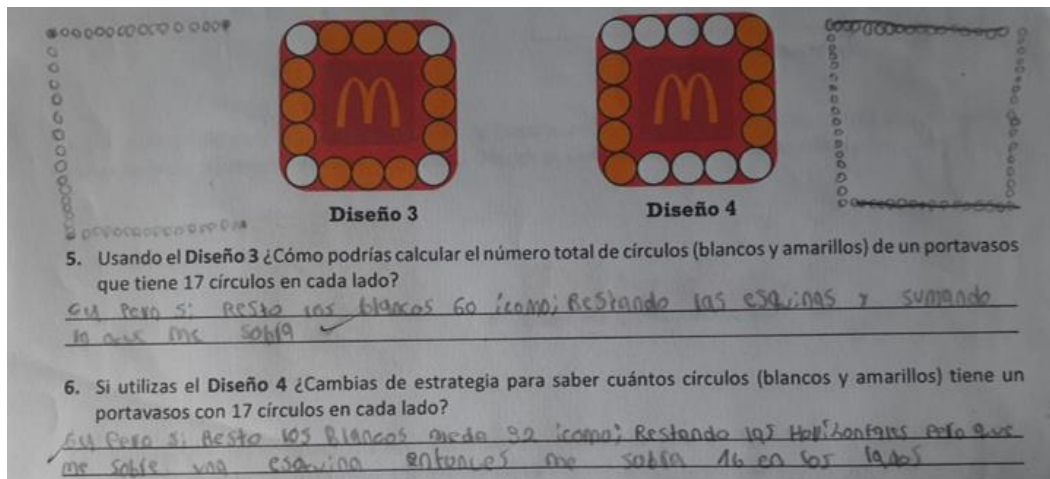 Diseño 3
Diseño 4
5. Usando el Diseño 3 ¿Cómo podrías calcular el número total de círculos (blancos y amarillos) de un portavasos
que tiene 17 círculos en cada lado?
64 Pero si Resto los blancos 60 ¡como¡ Restando las esquinas y sumando
lo que me sobra
6. Si utilizas el Diseño 4 ¿Cambias de estrategia para saber cuántos círculos (blancos y amarillos) tiene un
portavasos con 17 círculos en cada lado?
64 Pero si Resto los Blancos 32 ¡como¡ Restando las Horizontales Pero que
me sobre una esquina entonces me sobra 16 en los lados